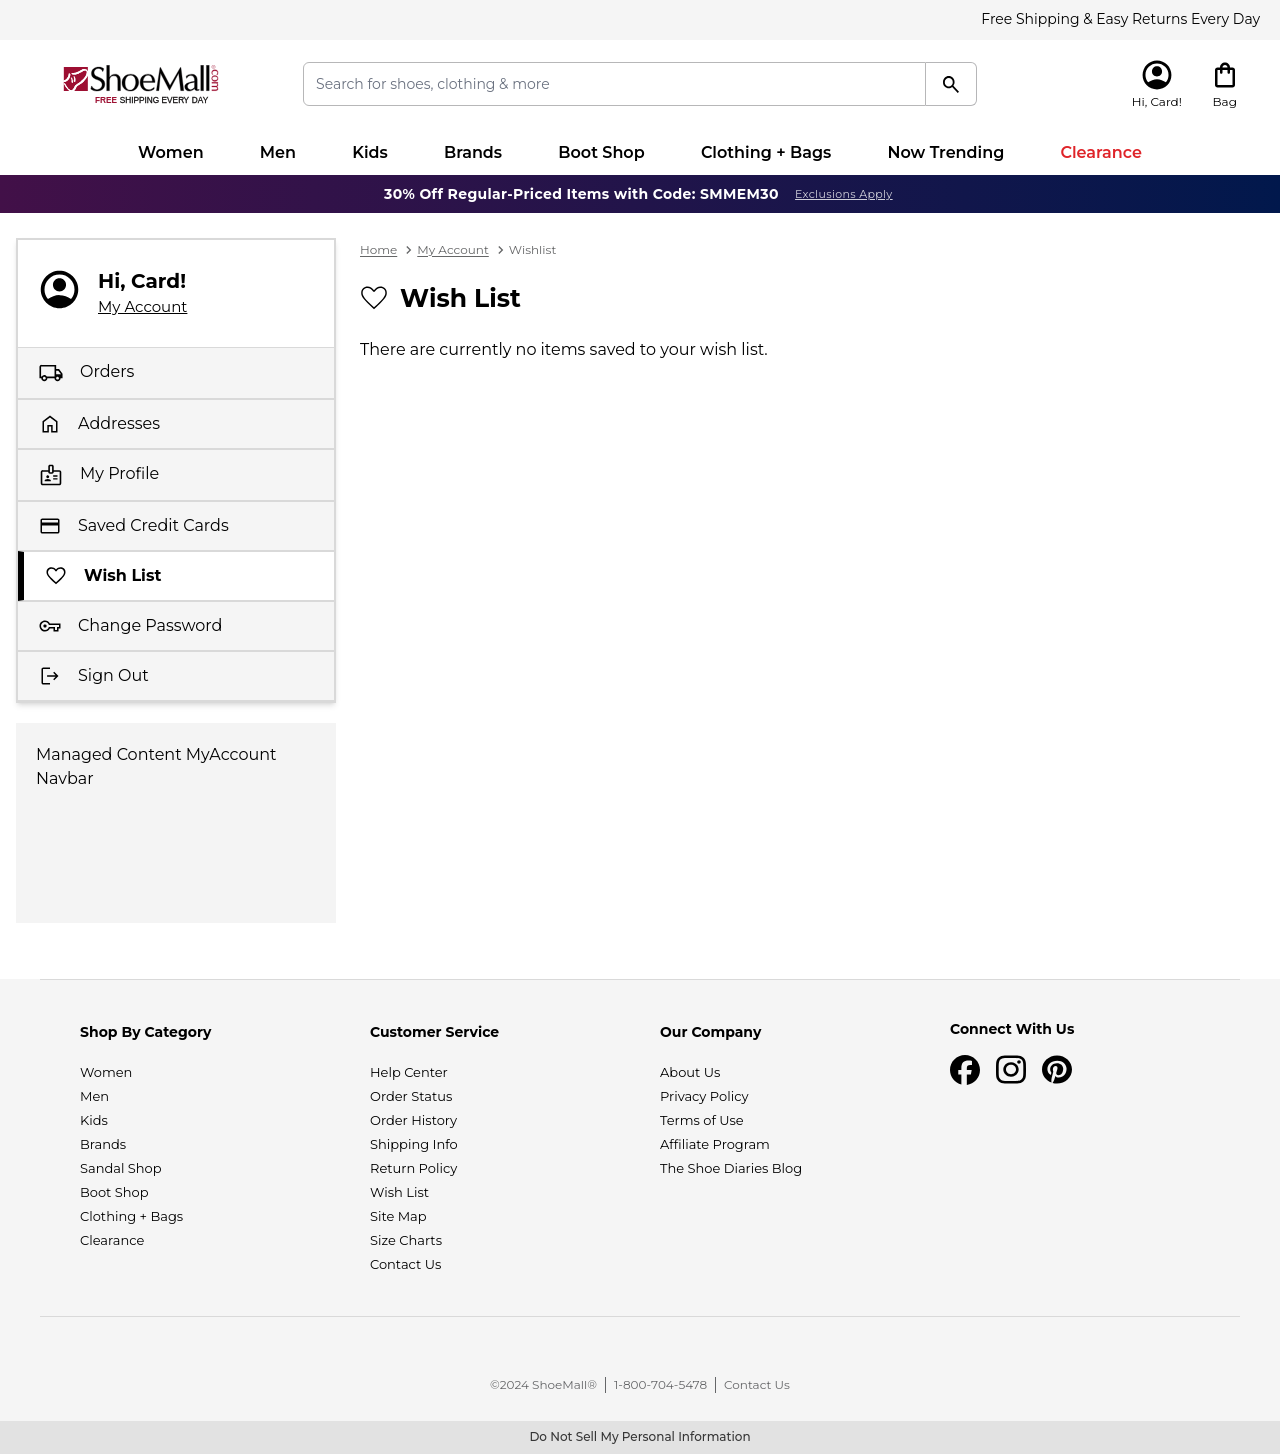 Free Shipping & Easy Returns Every Day
ShoeMall®.com
FREE SHIPPING EVERY DAY
Search for shoes, clothing & more
Hi, Card!
Bag
Women
Men
Kids
Brands
Boot Shop
Clothing + Bags
Now Trending
Clearance
30% Off Regular-Priced Items with Code: SMMEM30
Exclusions Apply
Hi, Card!
My Account
Orders
Addresses
My Profile
Saved Credit Cards
Wish List
Change Password
Sign Out
Managed Content MyAccount
Navbar
Home
My Account
Wishlist
Wish List
There are currently no items saved to your wish list.
Shop By Category
Women
Men
Kids
Brands
Sandal Shop
Boot Shop
Clothing + Bags
Clearance
Customer Service
Help Center
Order Status
Order History
Shipping Info
Return Policy
Wish List
Site Map
Size Charts
Contact Us
Our Company
About Us
Privacy Policy
Terms of Use
Affiliate Program
The Shoe Diaries Blog
Connect With Us
©2024 ShoeMall®
1-800-704-5478
Contact Us
Do Not Sell My Personal Information